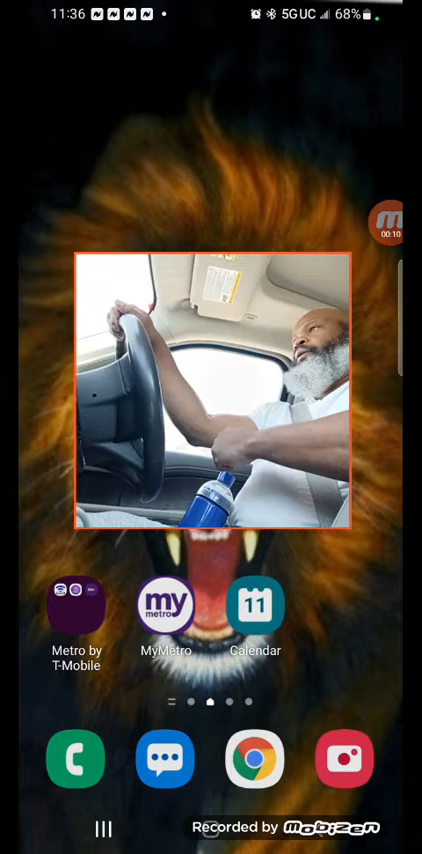 11:36
5GUC
68%
00:10
my
metro
11
Metro by
T-Mobile
MyMetro
Calendar
Recorded by Mobizen